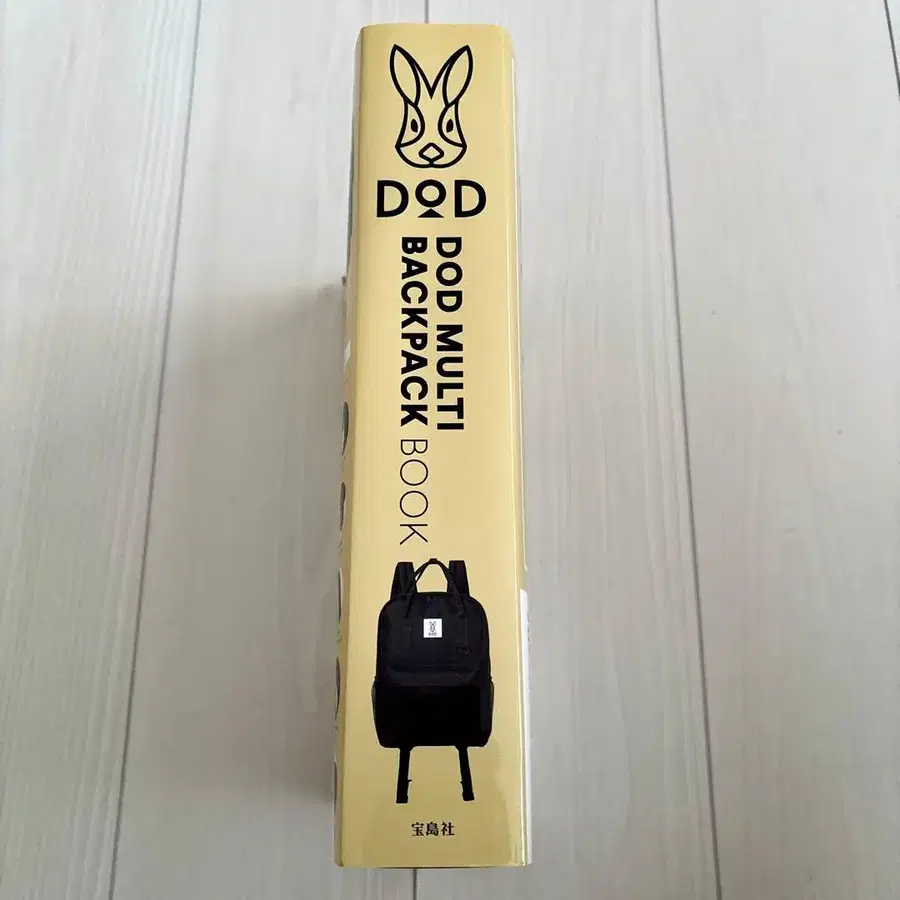 DOD
DOD MULTI
BACKPACK BOOK
宝島社